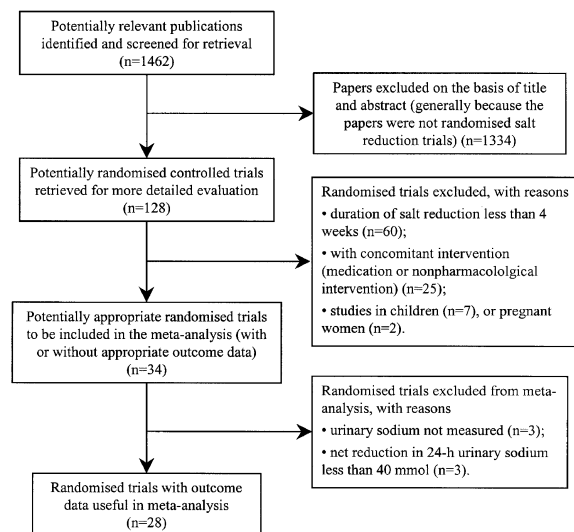 Potentially relevant publications
identified and screened for retrieval
(n=1462)
Papers excluded on the basis of title
and abstract (generally because the
papers were not randomised salt
reduction trials) (n=1334)
Potentially randomised controlled trials
retrieved for more detailed evaluation
(n=128)
Randomised trials excluded, with reasons
• duration of salt reduction less than 4
weeks (n=60);
• with concomitant intervention
(medication or nonpharmacololgical
intervention) (n=25);
• studies in children (n=7), or pregnant
women (n=2).
Potentially appropriate randomised trials
to be included in the meta-analysis (with
or without appropriate outcome data)
(n=34)
Randomised trials excluded from meta-
analysis, with reasons
• urinary sodium not measured (n=3);
• net reduction in 24-h urinary sodium
less than 40 mmol (n=3).
Randomised trials with outcome
data useful in meta-analysis
(n=28)